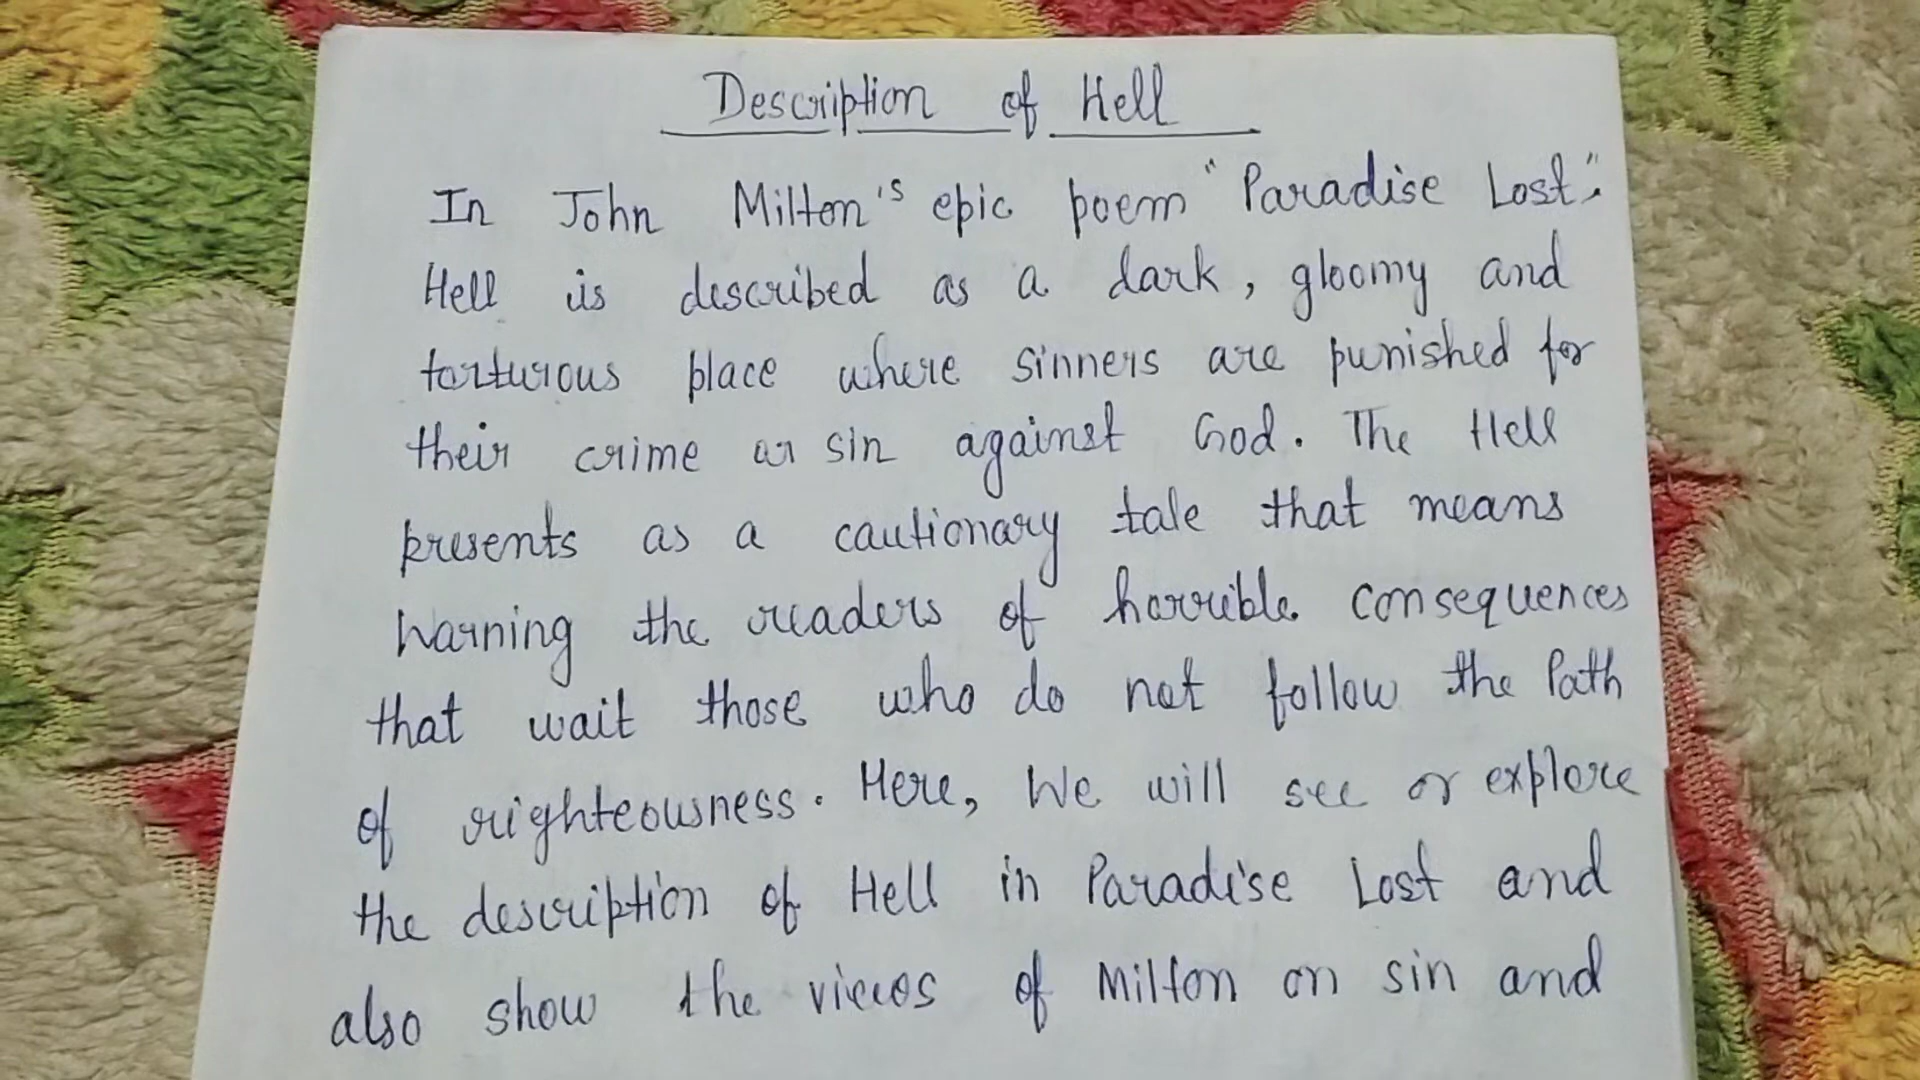 Description of Hell
In John Milton's epic poem "Paradise Lost".
Hell is described as a dark, gloomy and
torturous place where sinners are punished for
their crime or sin against God. The Hell
presents as a cautionary tale that means
warning the readers of horrible consequences
that wait those who do not follow the Path
of righteousness. Here, We will see or explore
the description of Hell in Paradise Lost and
also show the views of Milton on sin and